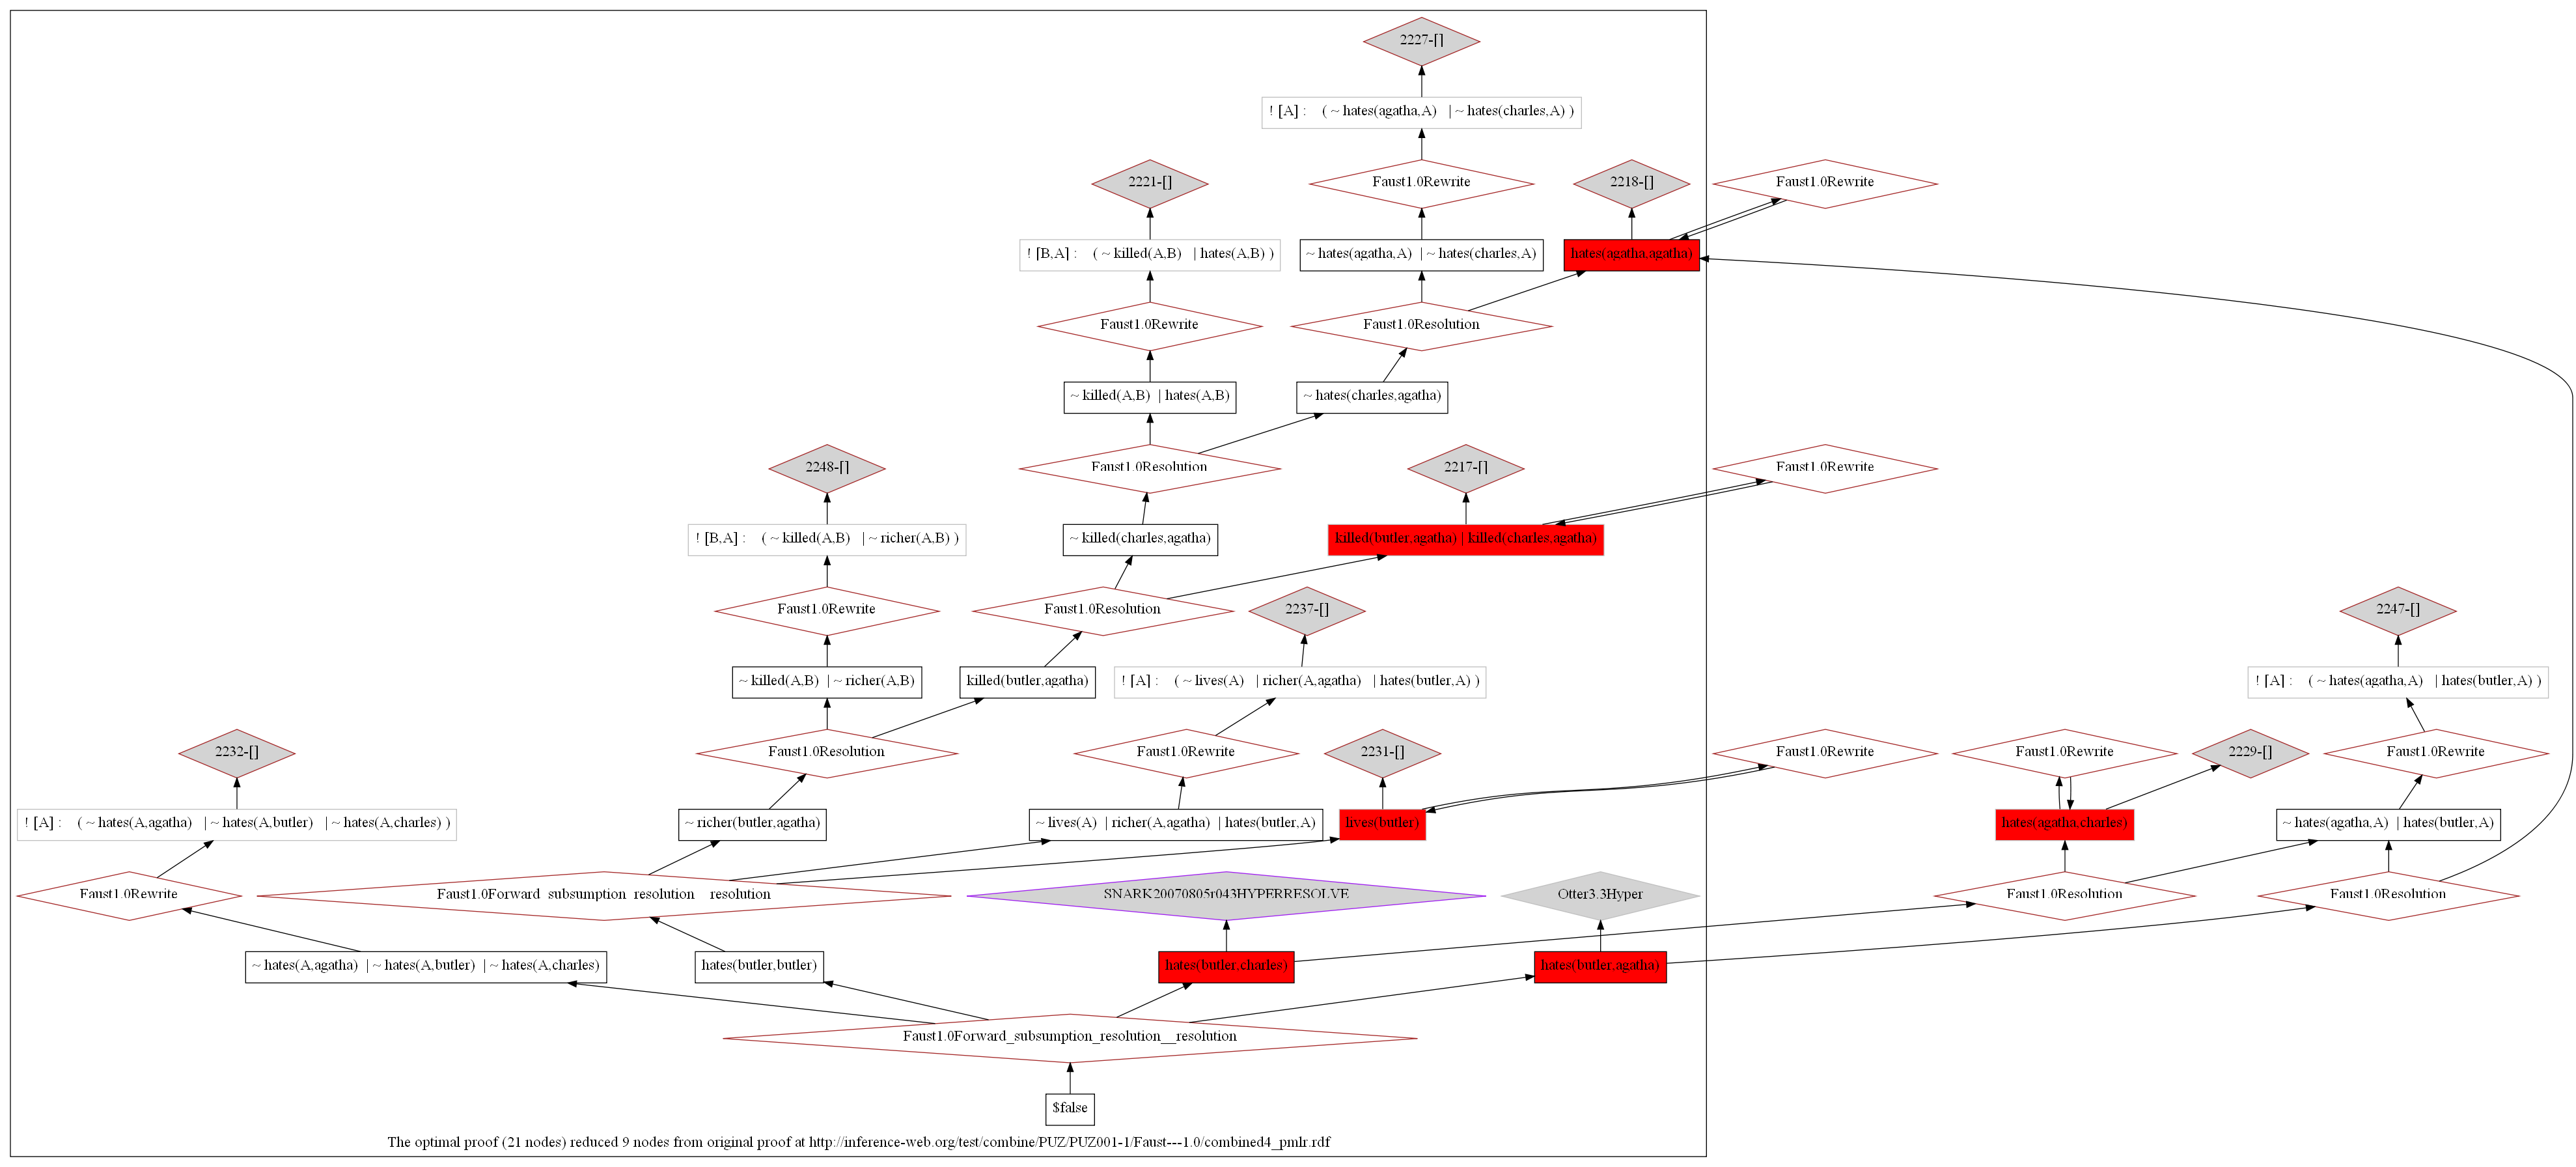 2227-[]
! [A] : ( ~ hates(agatha,A) | ~ hates(charles,A) )
2221-[]
Faust1.0Rewrite
2218-[]
Faust1.0Rewrite
! [B,A] : ( ~ killed(A,B) | hates(A,B) )
~ hates(agatha,A) | ~ hates(charles,A)
hates(agatha,agatha)
Faust1.0Rewrite
Faust1.0Resolution
~ killed(A,B) | hates(A,B)
~ hates(charles,agatha)
2248-[]
Faust1.0Resolution
2217-[]
Faust1.0Rewrite
! [B,A] : ( ~ killed(A,B) | ~ richer(A,B) )
~ killed(charles,agatha)
killed(butler,agatha) | killed(charles,agatha)
Faust1.0Rewrite
Faust1.0Resolution
2237-[]
2247-[]
~ killed(A,B) | ~ richer(A,B)
killed(butler,agatha)
! [A] : ( ~ lives(A) | richer(A,agatha) | hates(butler,A) )
! [A] : ( ~ hates(agatha,A) | hates(butler,A) )
2232-[]
Faust1.0Resolution
Faust1.0Rewrite
2231-[]
Faust1.0Rewrite
Faust1.0Rewrite
2229-[]
Faust1.0Rewrite
! [A] : ( ~ hates(A,agatha) | ~ hates(A,butler) | ~ hates(A,charles) )
~ richer(butler,agatha)
~ lives(A) | richer(A,agatha) | hates(butler,A)
lives(butler)
hates(agatha,charles)
~ hates(agatha,A) | hates(butler,A)
Faust1.0Rewrite
Faust1.0Forward_subsumption_resolution__resolution
SNARK20070805r043HYPERRESOLVE
Otter3.3Hyper
Faust1.0Resolution
Faust1.0Resolution
~ hates(A,agatha) | ~ hates(A,butler) | ~ hates(A,charles)
hates(butler,butler)
hates(butler,charles)
hates(butler,agatha)
Faust1.0Forward_subsumption_resolution__resolution
$false
The optimal proof (21 nodes) reduced 9 nodes from original proof at http://inference-web.org/test/combine/PUZ/PUZ001-1/Faust---1.0/combined4_pmlr.rdf